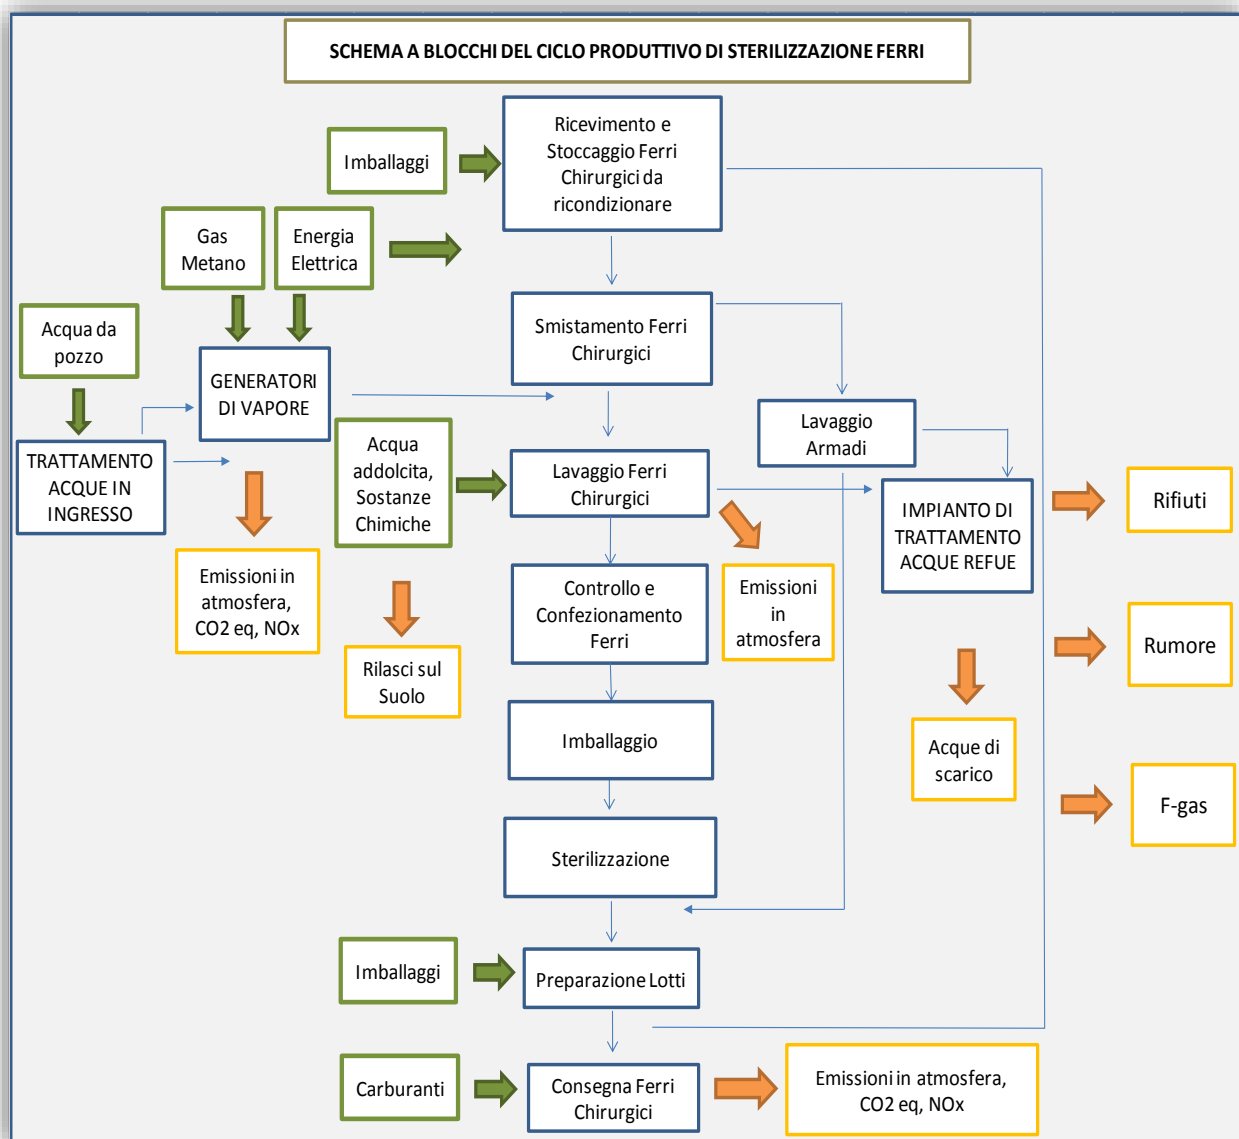 SCHEMA A BLOCCHI DEL CICLO PRODUTTIVO DI STERILIZZAZIONE FERRI
Imballaggi
Ricevimento e
Stoccaggio Ferri
Chirurgici da
ricondizionare
Gas
Metano
Energia
Elettrica
Acqua da
pozzo
Smistamento Ferri
Chirurgici
GENERATORI
DI VAPORE
TRATTAMENTO
ACQUE IN
INGRESSO
Acqua
addolcita,
Sostanze
Chimiche
Lavaggio Ferri
Chirurgici
Lavaggio
Armadi
IMPIANTO DI
TRATTAMENTO
ACQUE REFUE
Rifiuti
Emissioni in
atmosfera,
CO2 eq, NOx
Controllo e
Confezionamento
Ferri
Emissioni
in
atmosfera
Rilasci sul
Suolo
Rumore
Imballaggio
Acque di
scarico
F-gas
Sterilizzazione
Imballaggi
Preparazione Lotti
Carburanti
Consegna Ferri
Chirurgici
Emissioni in atmosfera,
CO2 eq, NOx